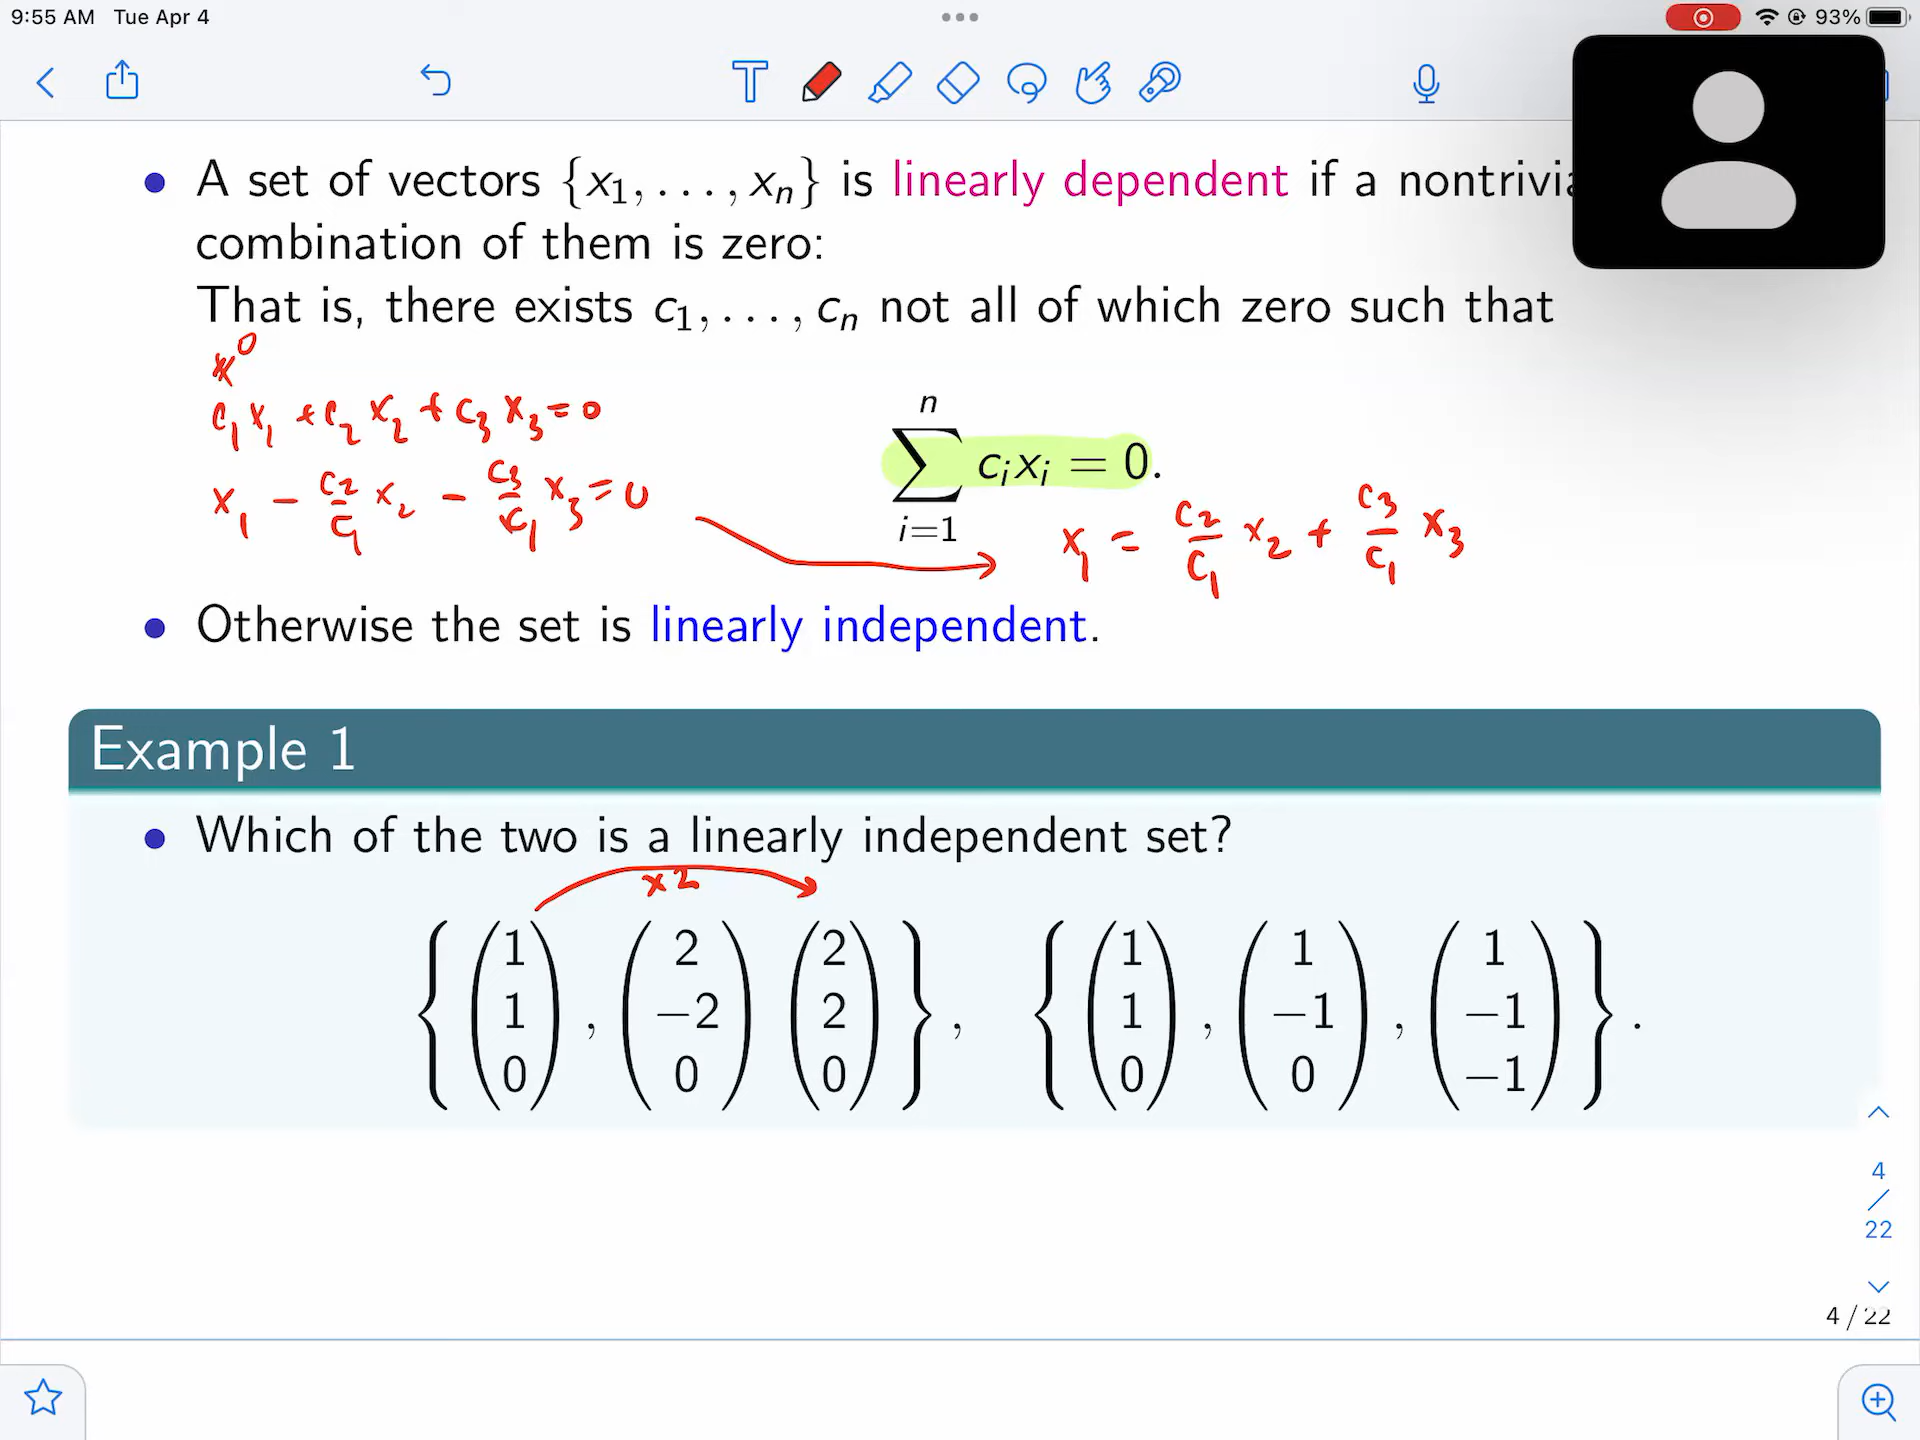 9:55 AM Tue Apr 4
93%
• A set of vectors {x₁, . . . , xₙ} is linearly dependent if a
combination of them is zero:
That is, there exists c₁, . . . , cₙ not all of which zero such that
≠0
c₁x₁ + c₂x₂ + c₃x₃ = 0
x₁ − c₂/c₁ x₂ − c₃/c₁ x₃ = 0
∑ᵢ₌₁ⁿ cᵢxᵢ = 0.
x₁ = c₂/c₁ x₂ + c₃/c₁ x₃
• Otherwise the set is linearly independent.
Example 1
• Which of the two is a linearly independent set?
x2
{ (1 1 0), (2 −2 0) (2 2 0) }, { (1 1 0), (1 −1 0), (1 −1 −1) }.
4
/
22
4 / 22